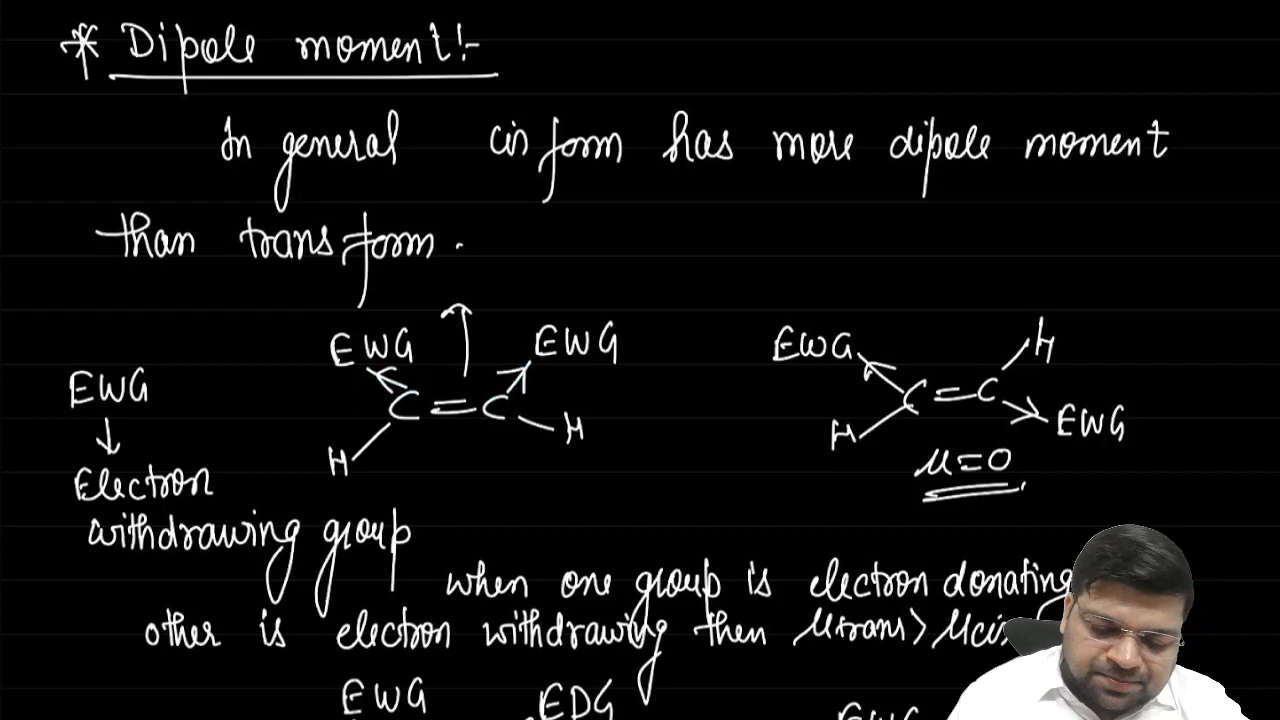 * Dipole moment :-
In general cis form has more dipole moment
than trans form.
EWG EWG
C = C
H H
EWG H
C = C
H EWG
μ = 0
EWG
↓
Electron
withdrawing group
when one group is electron donating
other is electron withdrawing then μtrans > μcis
EWG EDG
EWG